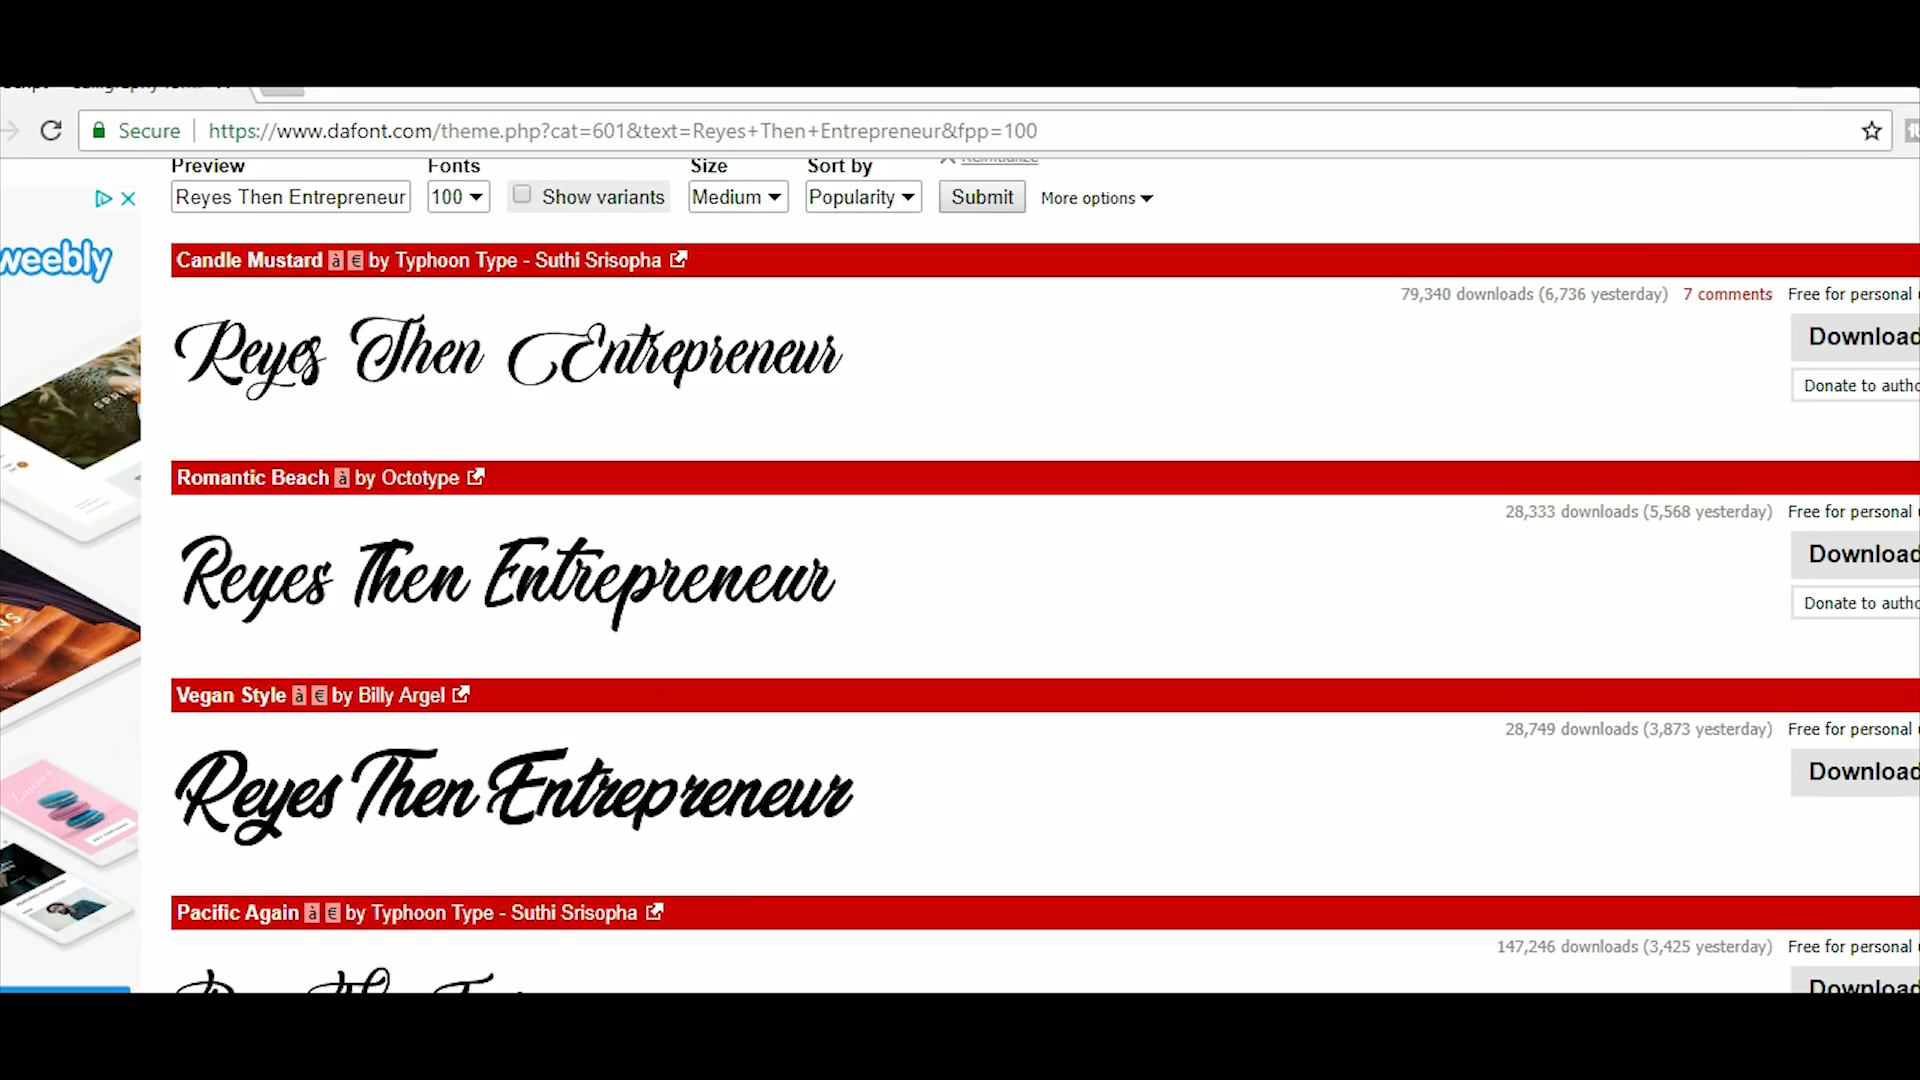 Secure https://www.dafont.com/theme.php?cat=601&text=Reyes+Then+Entrepreneur&fpp=100
Preview Fonts Size Sort by
Reyes Then Entrepreneur 100 Show variants Medium Popularity Submit More options
weebly
Candle Mustard à € by Typhoon Type - Suthi Srisopha
79,340 downloads (6,736 yesterday) 7 comments Free for personal
Reyes Then Entrepreneur
Download
Donate to autho
Romantic Beach à by Octotype
28,333 downloads (5,568 yesterday) Free for personal
Reyes Then Entrepreneur
Download
Donate to autho
Vegan Style à € by Billy Argel
28,749 downloads (3,873 yesterday) Free for personal
Reyes Then Entrepreneur
Download
Pacific Again à € by Typhoon Type - Suthi Srisopha
147,246 downloads (3,425 yesterday) Free for personal
Download